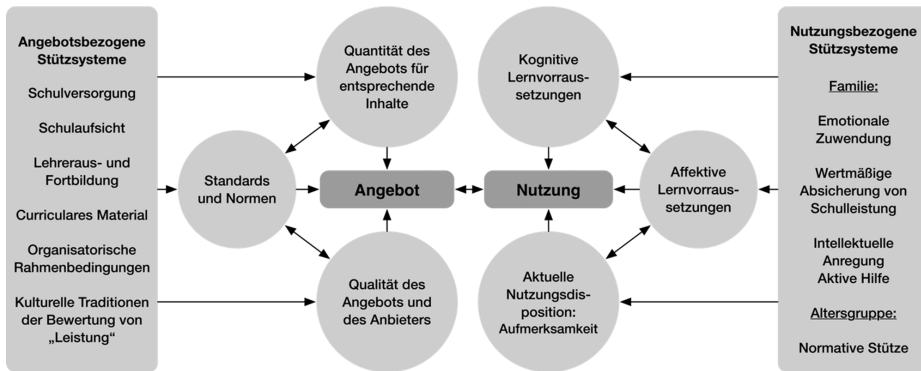 Angebotsbezogene
Stützsysteme
Schulversorgung
Schulaufsicht
Lehreraus- und
Fortbildung
Curriculares Material
Organisatorische
Rahmenbedingungen
Kulturelle Traditionen
der Bewertung von
„Leistung“
Quantität des
Angebots für
entsprechende
Inhalte
Standards
und Normen
Angebot
Qualität des
Angebots und
des Anbieters
Kognitive
Lernvorraus-
setzungen
Nutzung
Affektive
Lernvorraus-
setzungen
Aktuelle
Nutzungsdis-
position:
Aufmerksamkeit
Nutzungsbezogene
Stützsysteme
Familie:
Emotionale
Zuwendung
Wertmäßige
Absicherung von
Schulleistung
Intellektuelle
Anregung
Aktive Hilfe
Altersgruppe:
Normative Stütze